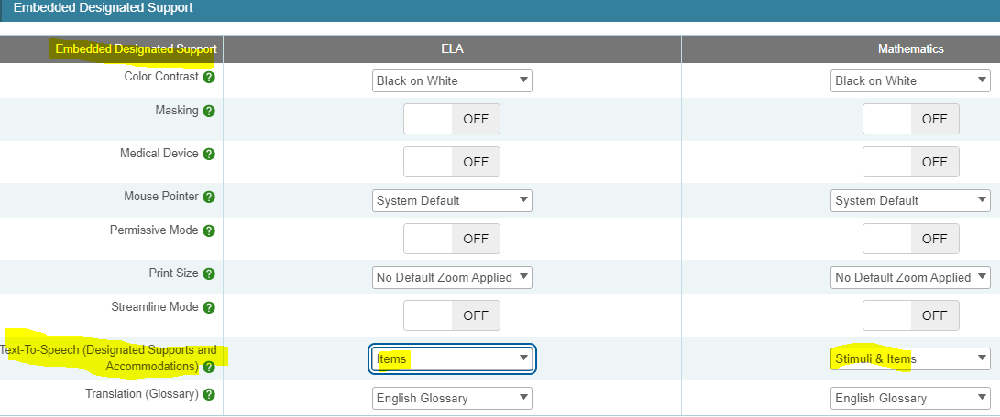 Embedded Designated Support
Embedded Designated Support ELA Mathematics
Color Contrast ? Black on White Black on White
Masking ? OFF OFF
Medical Device ? OFF OFF
Mouse Pointer ? System Default System Default
Permissive Mode ? OFF OFF
Print Size ? No Default Zoom Applied No Default Zoom Applied
Streamline Mode ? OFF OFF
Text-To-Speech (Designated Supports and
Accommodations) ? Items Stimuli & Items
Translation (Glossary) ? English Glossary English Glossary